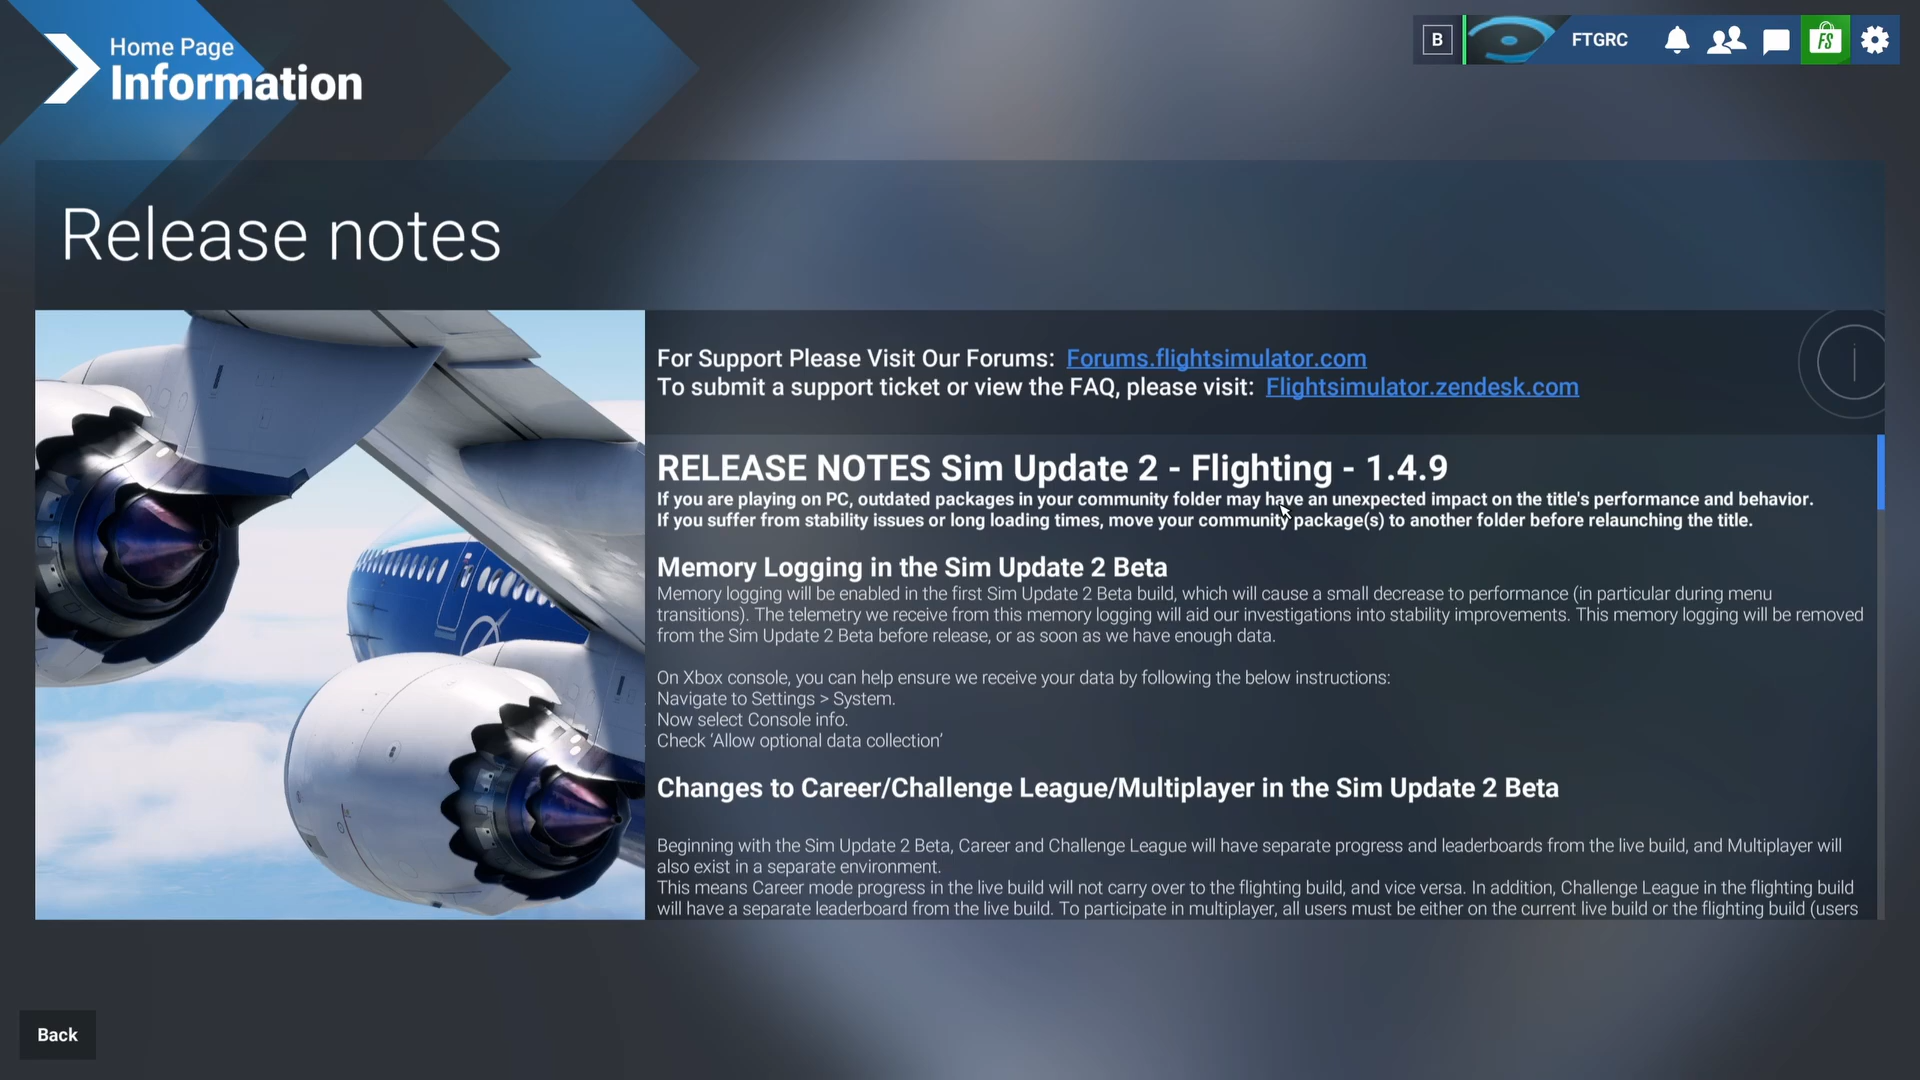 Home Page
Information
B
FTGRC
FS
Release notes
For Support Please Visit Our Forums: Forums.flightsimulator.com
To submit a support ticket or view the FAQ, please visit: Flightsimulator.zendesk.com
RELEASE NOTES Sim Update 2 - Flighting - 1.4.9
If you are playing on PC, outdated packages in your community folder may have an unexpected impact on the title's performance and behavior.
If you suffer from stability issues or long loading times, move your community package(s) to another folder before relaunching the title.
Memory Logging in the Sim Update 2 Beta
Memory logging will be enabled in the first Sim Update 2 Beta build, which will cause a small decrease to performance (in particular during menu
transitions). The telemetry we receive from this memory logging will aid our investigations into stability improvements. This memory logging will be removed
from the Sim Update 2 Beta before release, or as soon as we have enough data.
On Xbox console, you can help ensure we receive your data by following the below instructions:
Navigate to Settings > System.
Now select Console info.
Check ‘Allow optional data collection’
Changes to Career/Challenge League/Multiplayer in the Sim Update 2 Beta
Beginning with the Sim Update 2 Beta, Career and Challenge League will have separate progress and leaderboards from the live build, and Multiplayer will
also exist in a separate environment.
This means Career mode progress in the live build will not carry over to the flighting build, and vice versa. In addition, Challenge League in the flighting build
will have a separate leaderboard from the live build. To participate in multiplayer, all users must be either on the current live build or the flighting build (users
Back